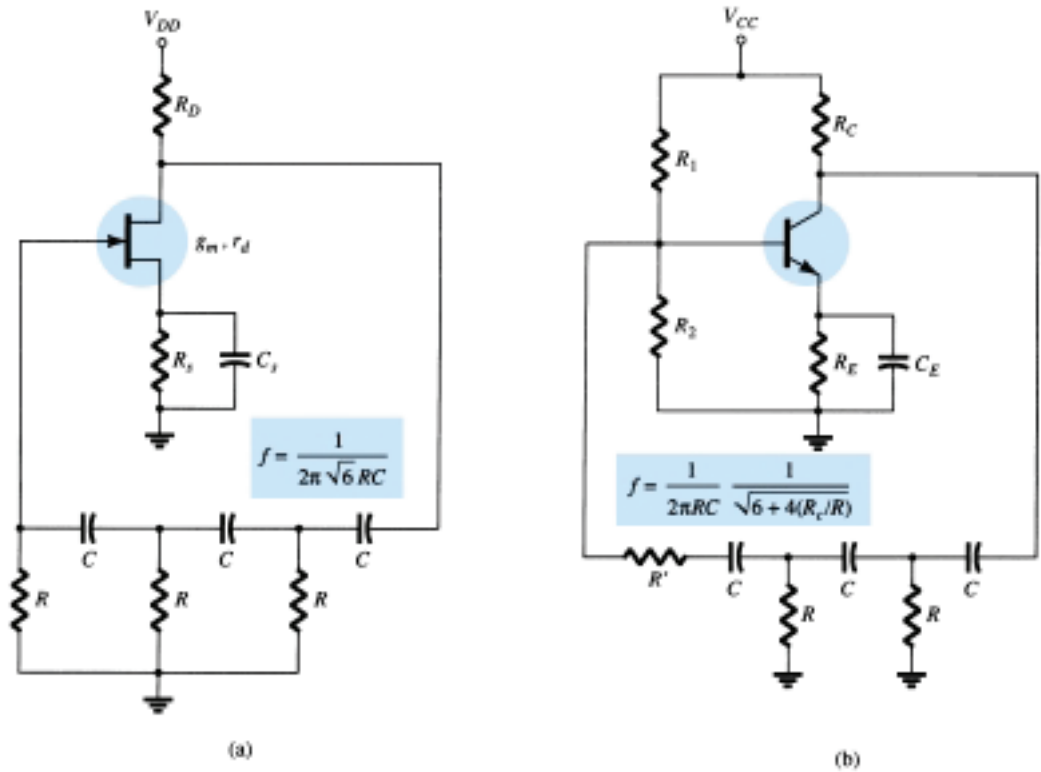 V_DD
R_D
g_m, r_d
R_s
C_s
f = 1 / (2π √6 RC)
C
C
C
R
R
R
(a)
V_CC
R_C
R_1
R_2
R_E
C_E
f = 1 / (2πRC) 1 / √(6 + 4(R_c/R))
R'
C
C
C
R
R
(b)